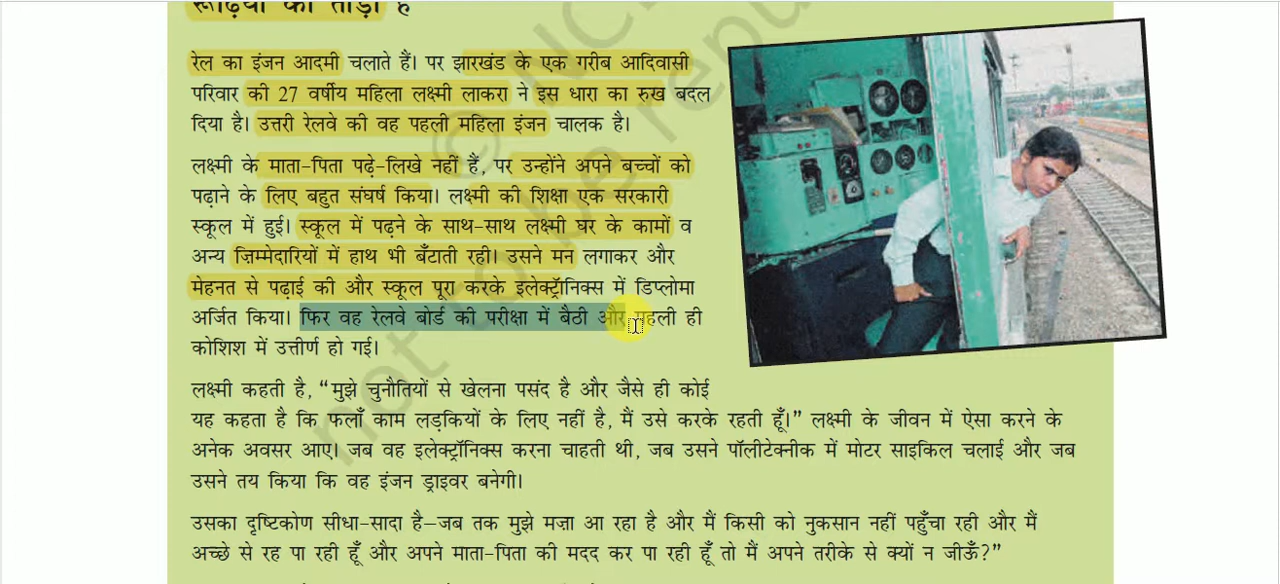 रूढ़ियों को तोड़ा है
रेल का इंजन आदमी चलाते हैं। पर झारखंड के एक गरीब आदिवासी
परिवार की 27 वर्षीय महिला लक्ष्मी लाकरा ने इस धारा का रुख बदल
दिया है। उत्तरी रेलवे की वह पहली महिला इंजन चालक है।
लक्ष्मी के माता-पिता पढ़े-लिखे नहीं हैं, पर उन्होंने अपने बच्चों को
पढ़ाने के लिए बहुत संघर्ष किया। लक्ष्मी की शिक्षा एक सरकारी
स्कूल में हुई। स्कूल में पढ़ने के साथ-साथ लक्ष्मी घर के कामों व
अन्य ज़िम्मेदारियों में हाथ भी बँटाती रही। उसने मन लगाकर और
मेहनत से पढ़ाई की और स्कूल पूरा करके इलेक्ट्रॉनिक्स में डिप्लोमा
अर्जित किया। फिर वह रेलवे बोर्ड की परीक्षा में बैठी और पहली ही
कोशिश में उत्तीर्ण हो गई।
लक्ष्मी कहती है, “मुझे चुनौतियों से खेलना पसंद है और जैसे ही कोई
यह कहता है कि फलाँ काम लड़कियों के लिए नहीं है, मैं उसे करके रहती हूँ।” लक्ष्मी के जीवन में ऐसा करने के
अनेक अवसर आए। जब वह इलेक्ट्रॉनिक्स करना चाहती थी, जब उसने पॉलीटेक्नीक में मोटर साइकिल चलाई और जब
उसने तय किया कि वह इंजन ड्राइवर बनेगी।
उसका दृष्टिकोण सीधा-सादा है—जब तक मुझे मज़ा आ रहा है और मैं किसी को नुकसान नहीं पहुँचा रही और मैं
अच्छे से रह पा रही हूँ और अपने माता-पिता की मदद कर पा रही हूँ तो मैं अपने तरीके से क्यों न जीऊँ?”
not to be repu